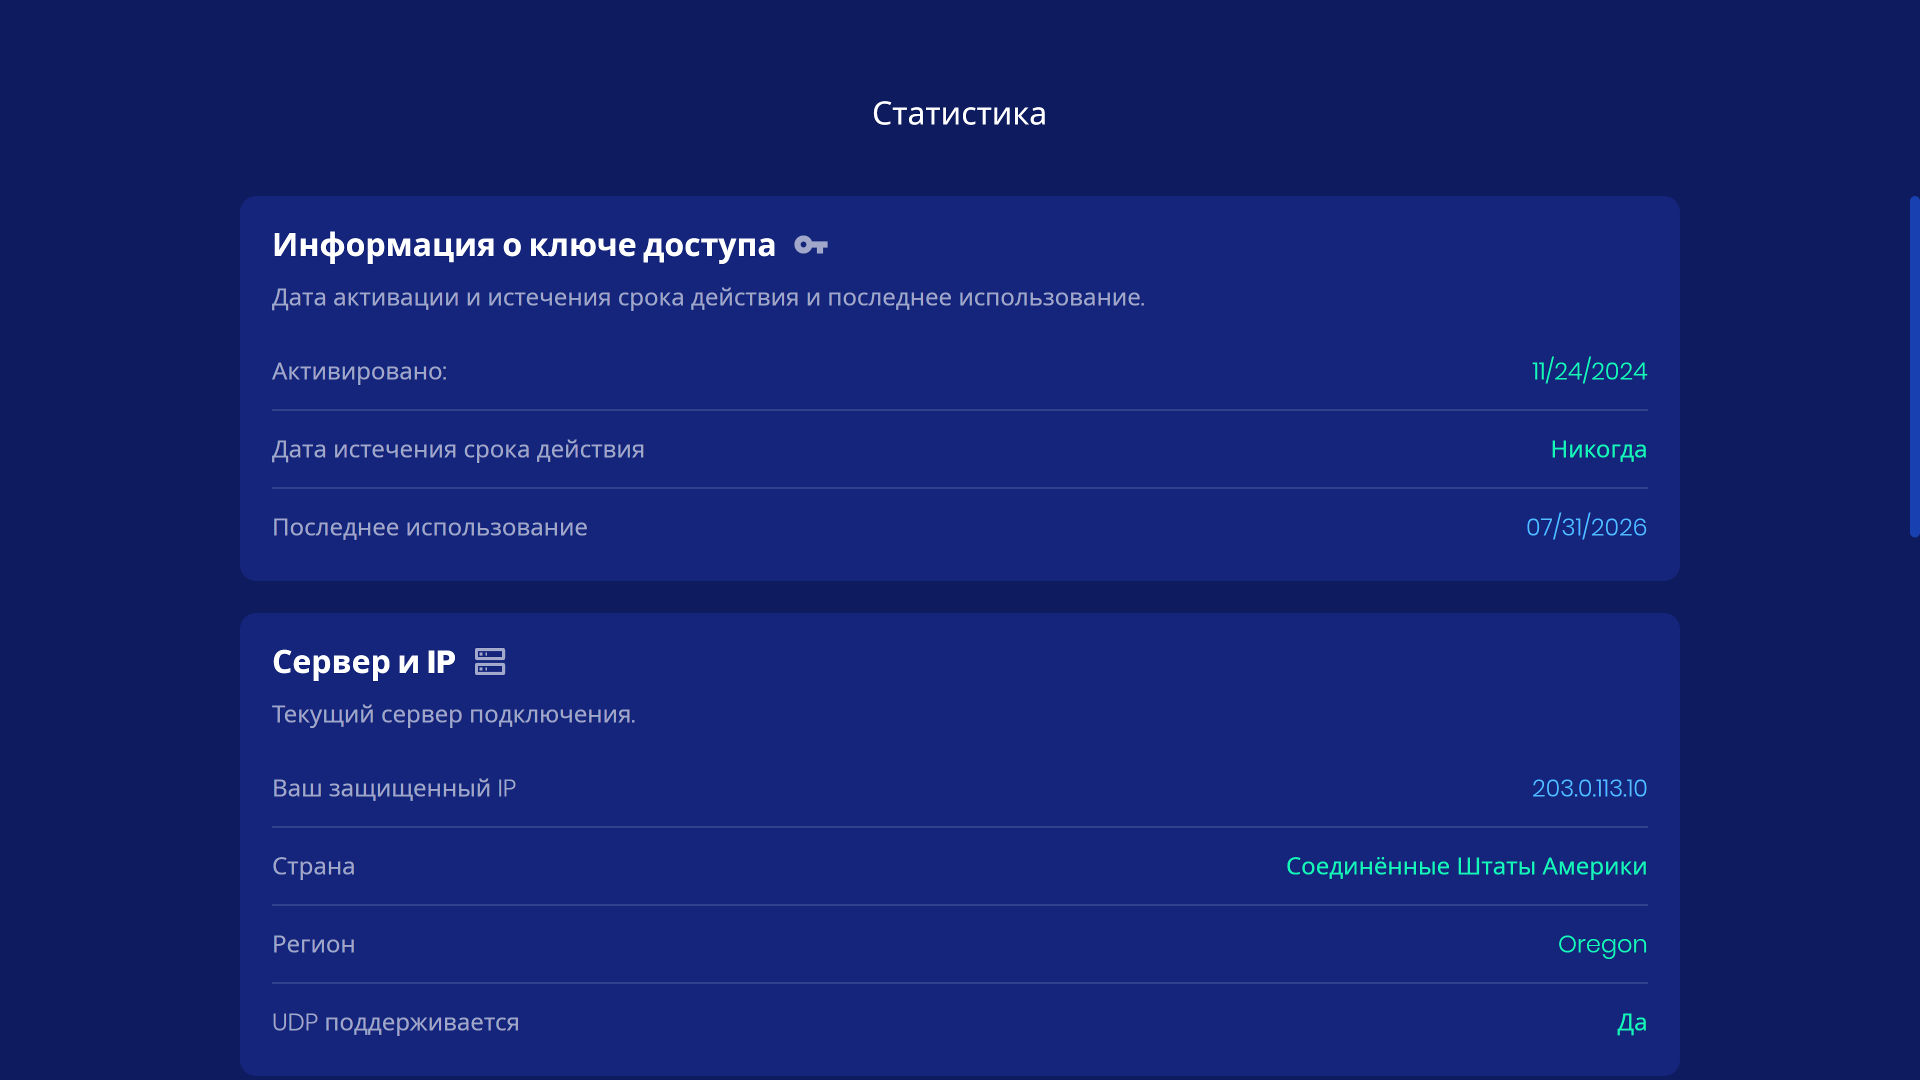 Статистика
Информация о ключе доступа
Дата активации и истечения срока действия и последнее использование.
Активировано:
11/24/2024
Дата истечения срока действия
Никогда
Последнее использование
07/31/2026
Сервер и IP
Текущий сервер подключения.
Ваш защищенный IP
203.0.113.10
Страна
Соединённые Штаты Америки
Регион
Oregon
UDP поддерживается
Да